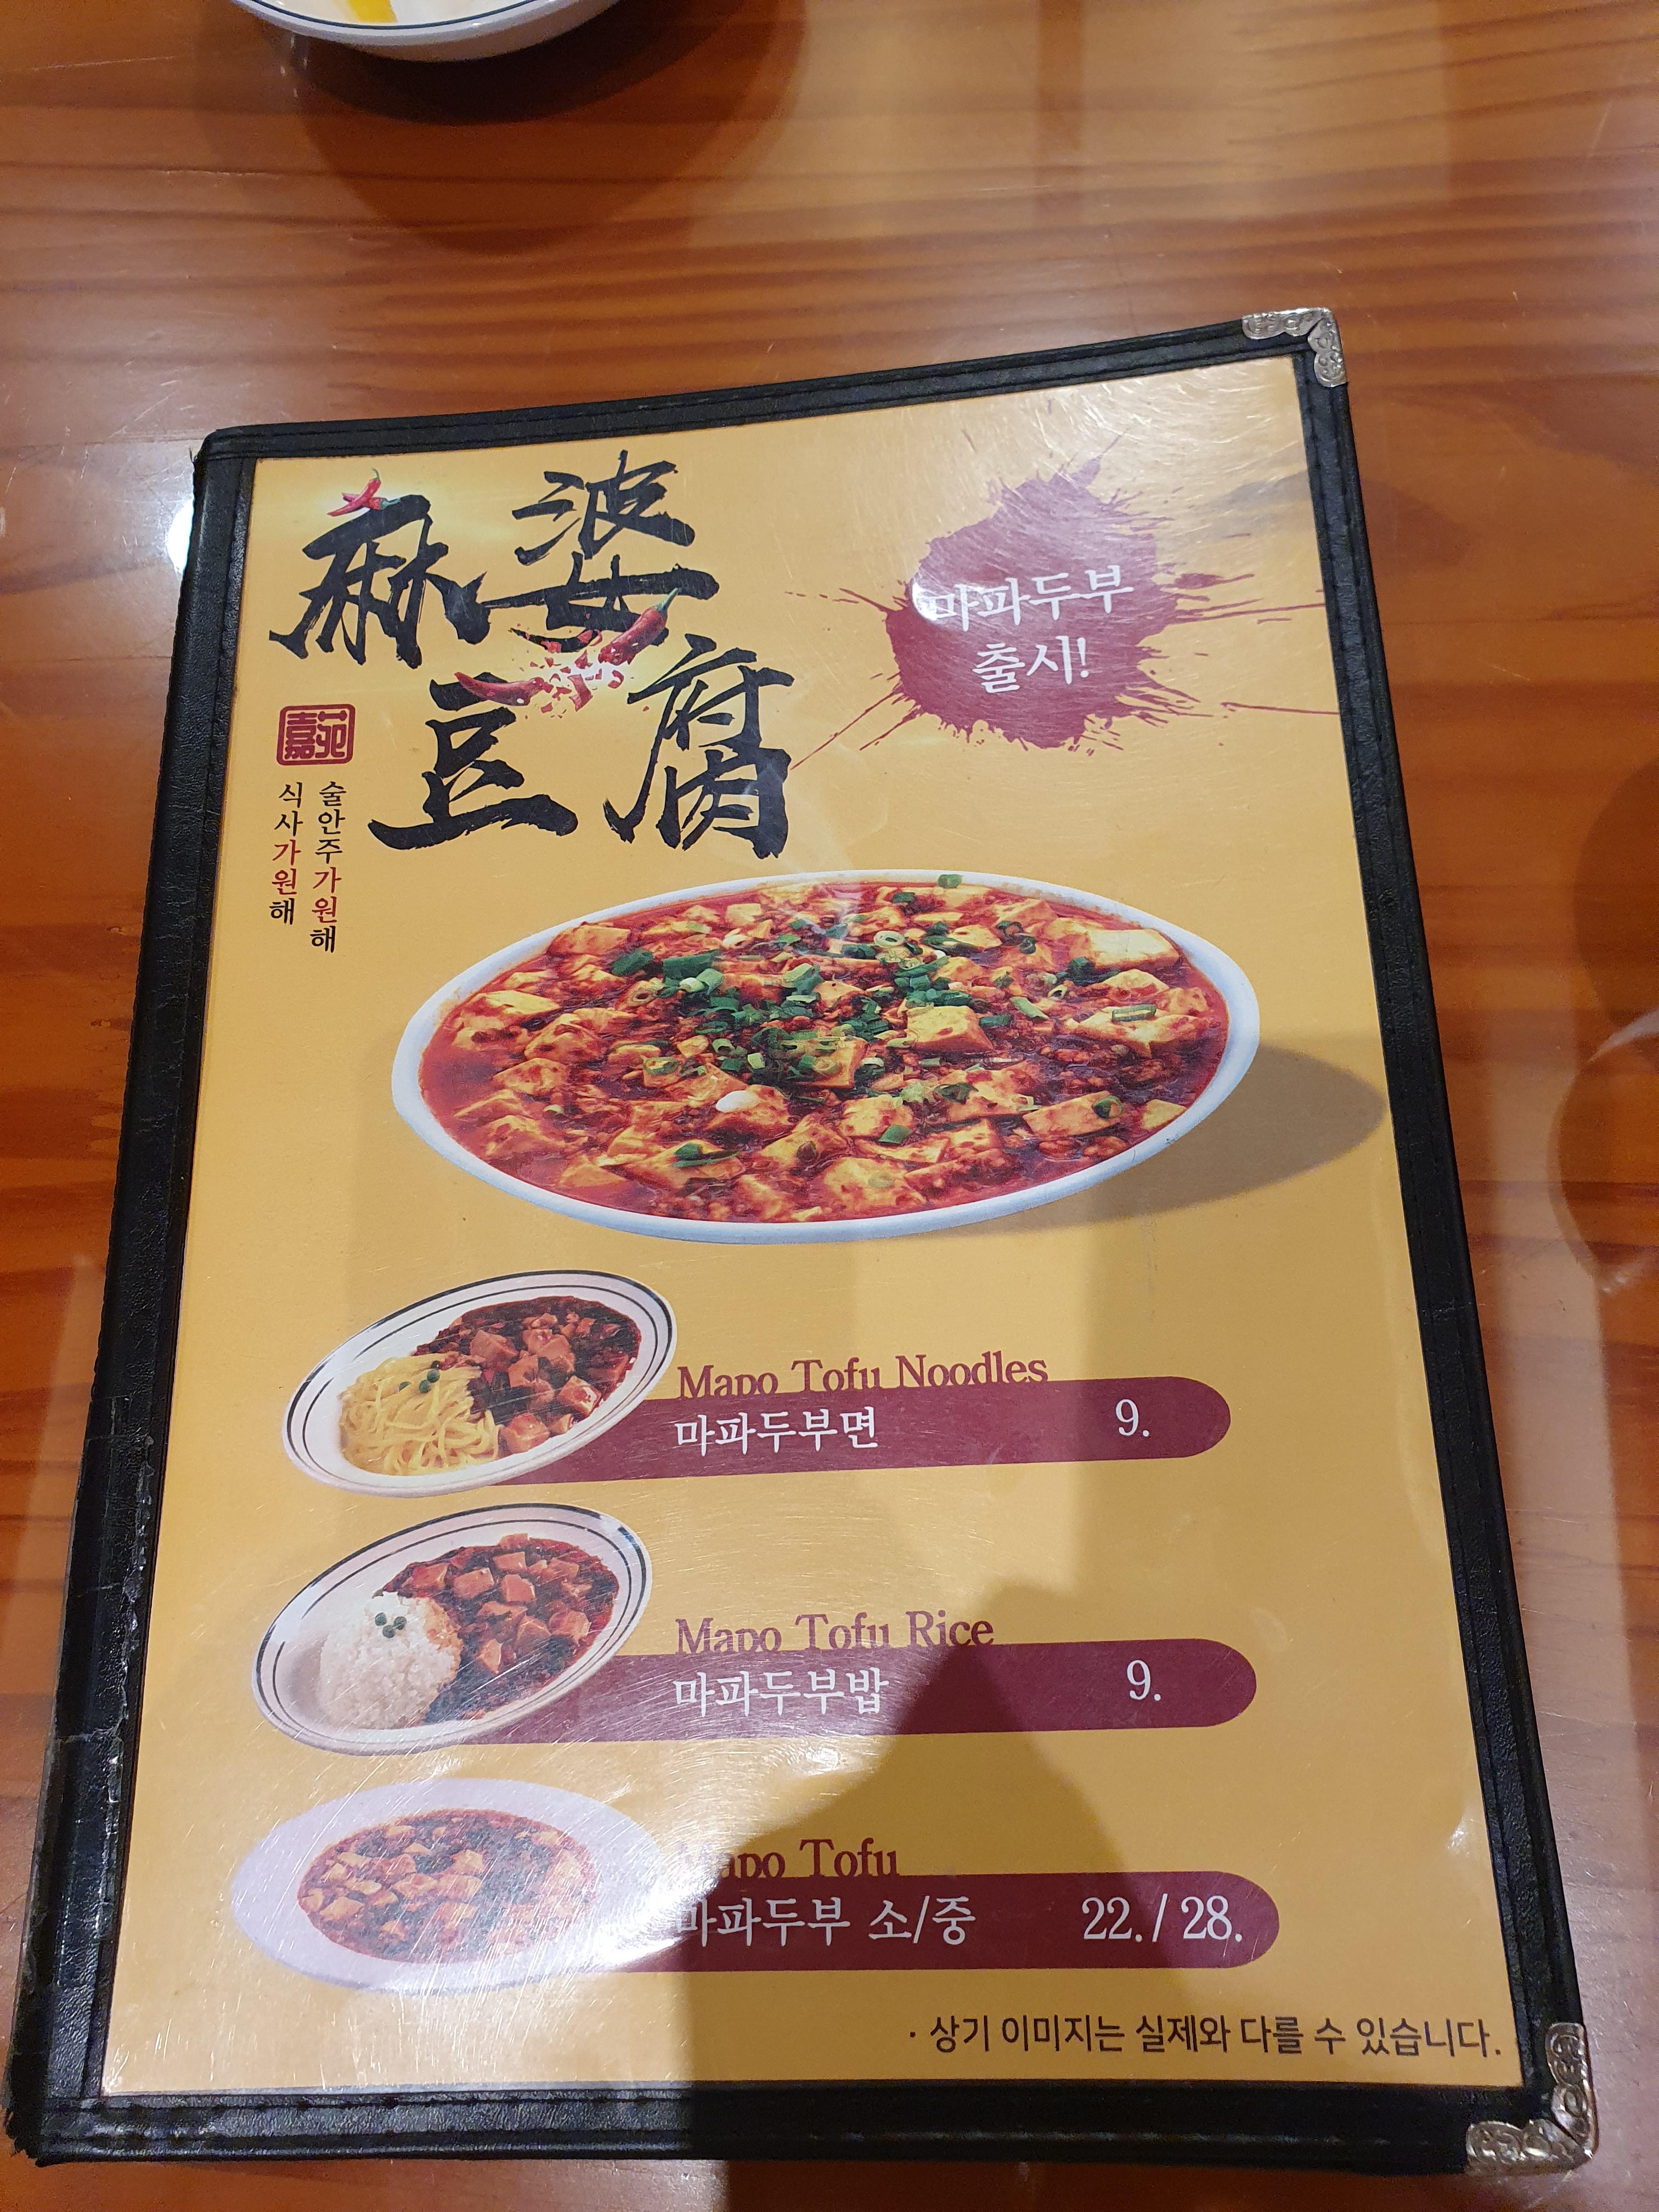 麻婆
豆腐
마파두부
출시!
嘉苑
술안주가원해
식사가원해
Mapo Tofu Noodles
마파두부면 9.
Mapo Tofu Rice
마파두부밥 9.
Mapo Tofu
마파두부 소/중 22. / 28.
· 상기 이미지는 실제와 다를 수 있습니다.